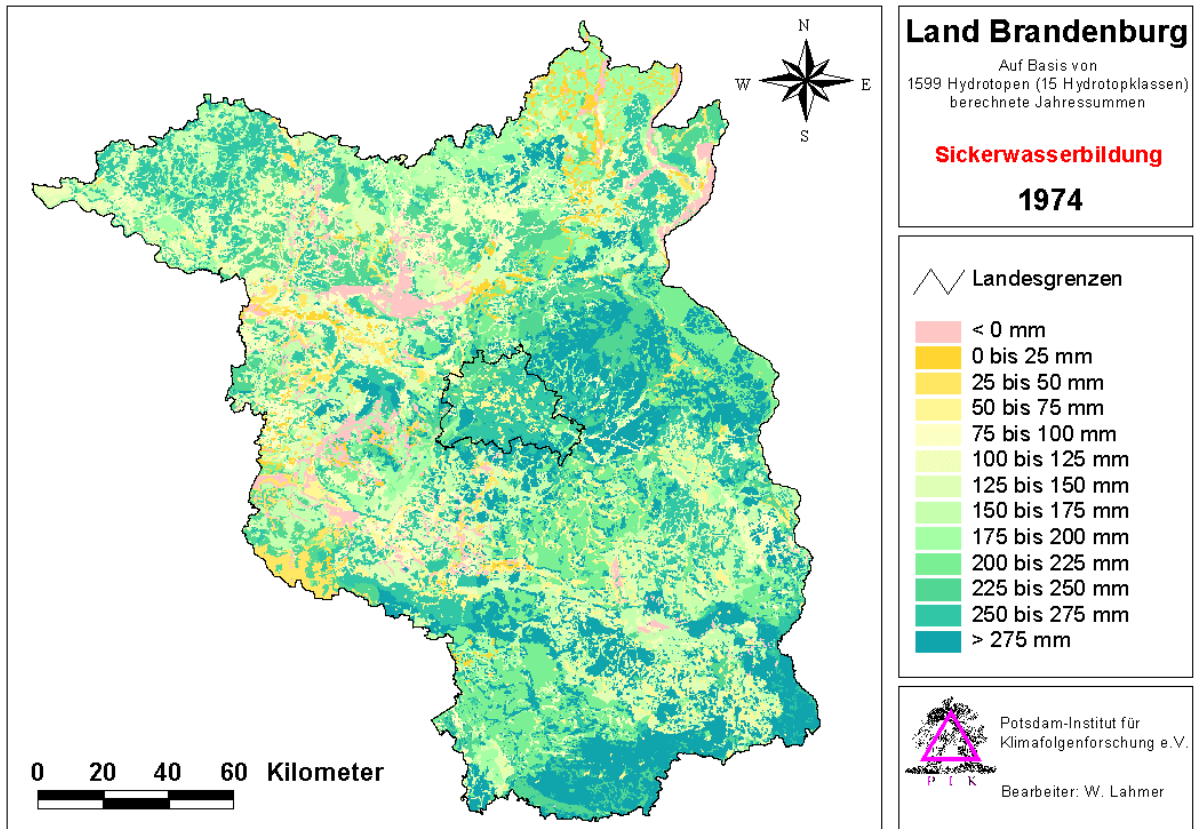 Land Brandenburg
Auf Basis von
1599 Hydrotopen (15 Hydrotopklassen)
berechnete Jahressummen
Sickerwasserbildung
1974
N
W E
S
Landesgrenzen
< 0 mm
0 bis 25 mm
25 bis 50 mm
50 bis 75 mm
75 bis 100 mm
100 bis 125 mm
125 bis 150 mm
150 bis 175 mm
175 bis 200 mm
200 bis 225 mm
225 bis 250 mm
250 bis 275 mm
> 275 mm
0 20 40 60 Kilometer
Potsdam-Institut für
Klimafolgenforschung e.V.
P I K
Bearbeiter: W. Lahmer